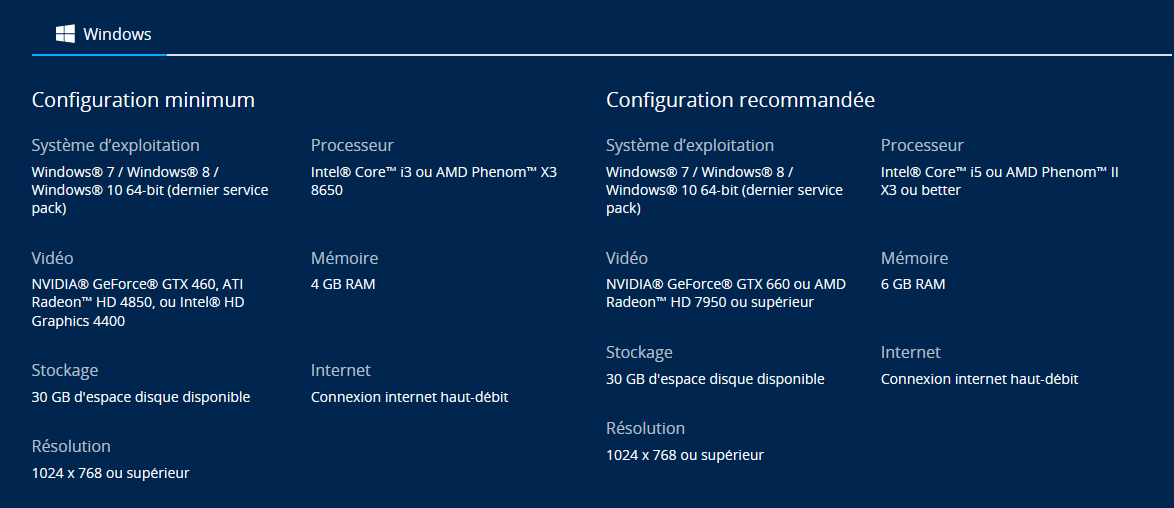 Windows
Configuration minimum
Système d’exploitation
Windows® 7 / Windows® 8 /
Windows® 10 64-bit (dernier service
pack)
Processeur
Intel® Core™ i3 ou AMD Phenom™ X3
8650
Vidéo
NVIDIA® GeForce® GTX 460, ATI
Radeon™ HD 4850, ou Intel® HD
Graphics 4400
Mémoire
4 GB RAM
Stockage
30 GB d'espace disque disponible
Internet
Connexion internet haut-débit
Résolution
1024 x 768 ou supérieur
Configuration recommandée
Système d’exploitation
Windows® 7 / Windows® 8 /
Windows® 10 64-bit (dernier service
pack)
Processeur
Intel® Core™ i5 ou AMD Phenom™ II
X3 ou better
Vidéo
NVIDIA® GeForce® GTX 660 ou AMD
Radeon™ HD 7950 ou supérieur
Mémoire
6 GB RAM
Stockage
30 GB d'espace disque disponible
Internet
Connexion internet haut-débit
Résolution
1024 x 768 ou supérieur